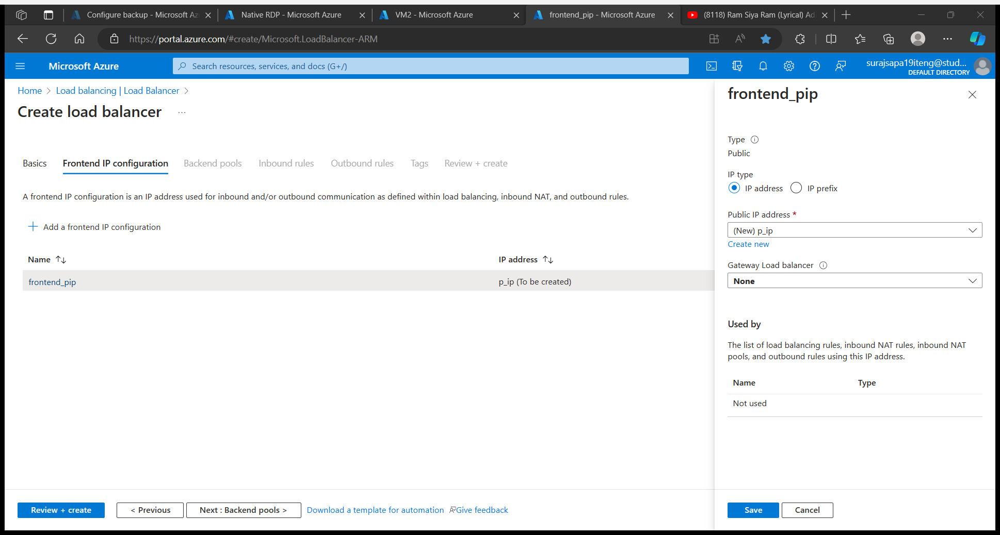 Configure backup - Microsoft Az
Native RDP - Microsoft Azure
VM2 - Microsoft Azure
frontend_pip - Microsoft Azure
(8118) Ram Siya Ram (Lyrical) Ad
https://portal.azure.com/#create/Microsoft.LoadBalancer-ARM
Microsoft Azure
Search resources, services, and docs (G+/)
surajsapa19iteng@stud...
DEFAULT DIRECTORY
Home > Load balancing | Load Balancer >
Create load balancer ...
Basics
Frontend IP configuration
Backend pools
Inbound rules
Outbound rules
Tags
Review + create
A frontend IP configuration is an IP address used for inbound and/or outbound communication as defined within load balancing, inbound NAT, and outbound rules.
+ Add a frontend IP configuration
Name ↑↓
IP address ↑↓
frontend_pip
p_ip (To be created)
Review + create
< Previous
Next : Backend pools >
Download a template for automation
Give feedback
frontend_pip
Type
Public
IP type
IP address
IP prefix
Public IP address *
(New) p_ip
Create new
Gateway Load balancer
None
Used by
The list of load balancing rules, inbound NAT rules, inbound NAT
pools, and outbound rules using this IP address.
Name
Type
Not used
Save
Cancel